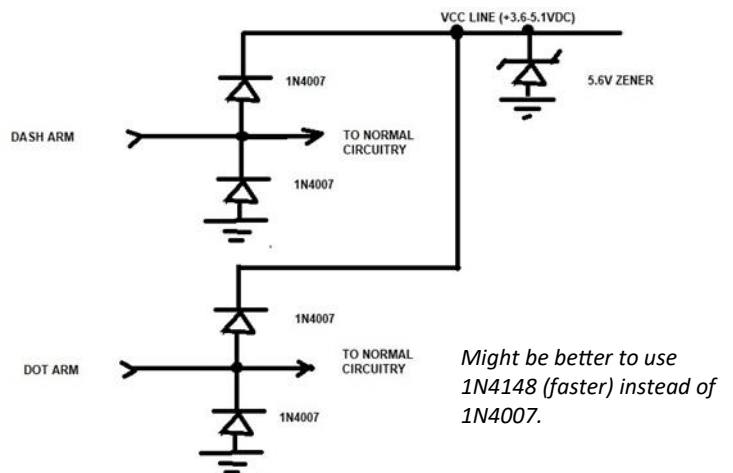 VCC LINE (+3.6-5.1VDC)
1N4007
5.6V ZENER
DASH ARM
TO NORMAL
CIRCUITRY
1N4007
1N4007
DOT ARM
TO NORMAL
CIRCUITRY
1N4007
Might be better to use
1N4148 (faster) instead of
1N4007.